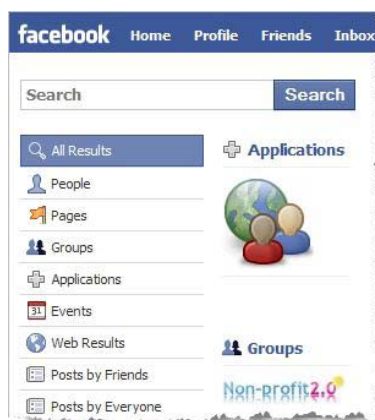 facebook Home Profile Friends Inbox
Search Search
All Results
People
Pages
Groups
Applications
31 Events
Web Results
Posts by Friends
Posts by Everyone
Applications
Groups
Non-profit2.0